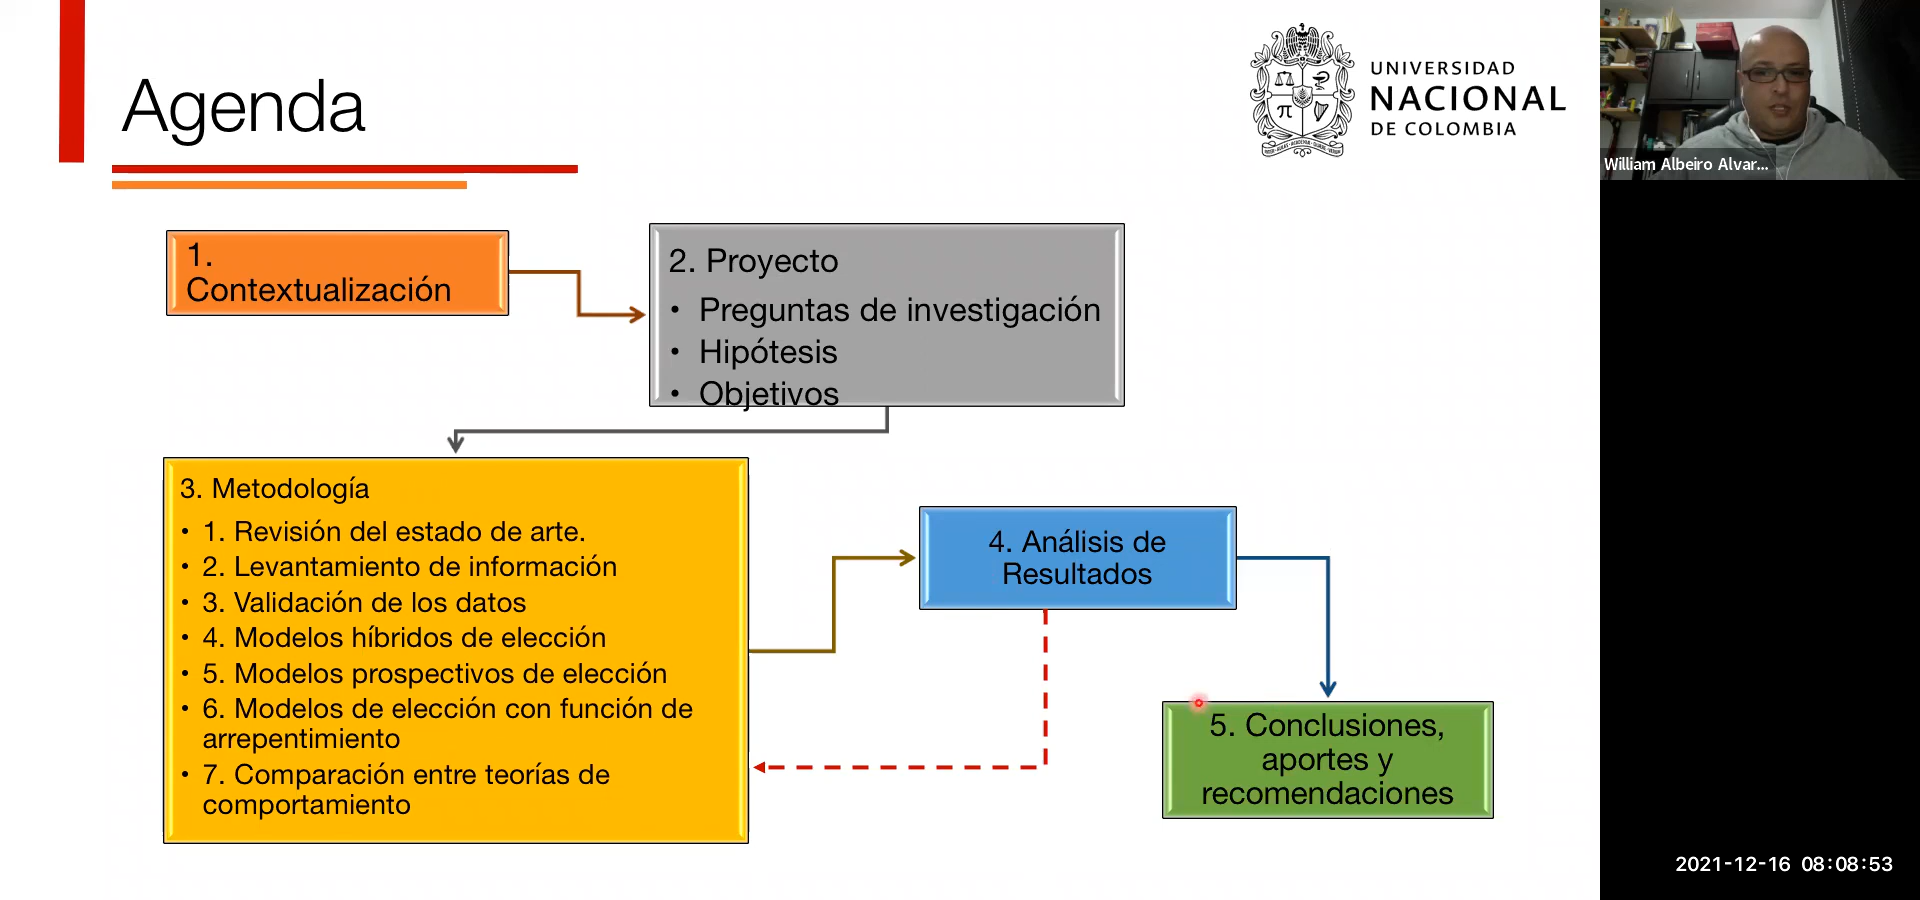 Agenda
UNIVERSIDAD
NACIONAL
DE COLOMBIA
π
William Albeiro Alvar...
1.
Contextualización
2. Proyecto
• Preguntas de investigación
• Hipótesis
• Objetivos
3. Metodología
• 1. Revisión del estado de arte.
• 2. Levantamiento de información
• 3. Validación de los datos
• 4. Modelos híbridos de elección
• 5. Modelos prospectivos de elección
• 6. Modelos de elección con función de
arrepentimiento
• 7. Comparación entre teorías de
comportamiento
4. Análisis de
Resultados
5. Conclusiones,
aportes y
recomendaciones
2021-12-16 08:08:53